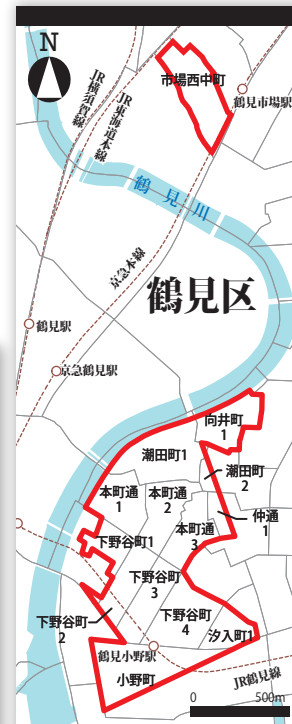 N
市場西中町
鶴見市場駅
JR横須賀線
JR東海道本線
鶴見川
京急本線
鶴見区
鶴見駅
京急鶴見駅
向井町
1
潮田町1
潮田町
2
本町通
1
本町通
2
仲通
1
本町通
3
下野谷町1
下野谷町
3
下野谷町
4
下野谷町
2
汐入町1
鶴見小野駅
小野町
JR鶴見線
0 500m